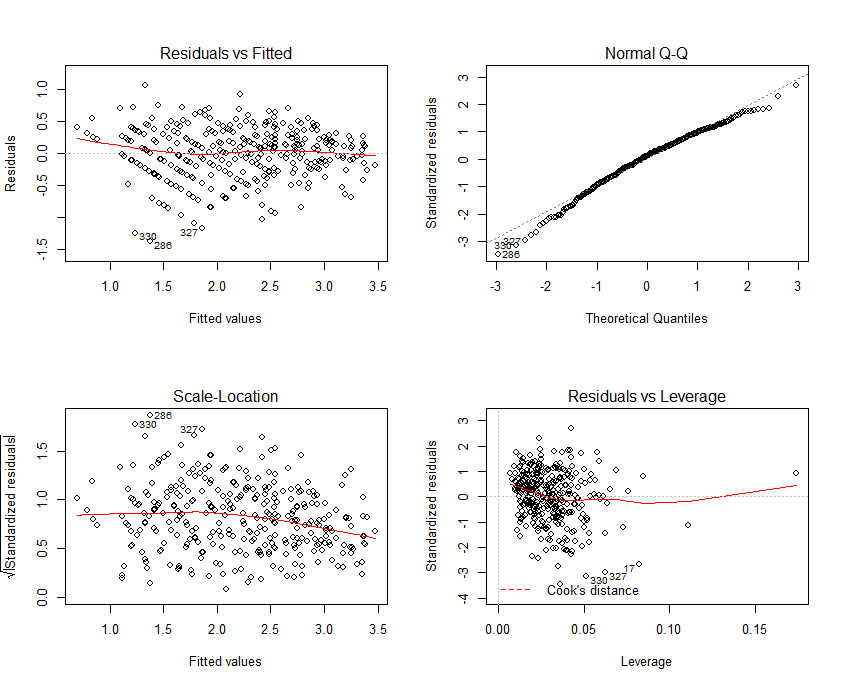 Residuals vs Fitted
Residuals
1.0
0.5
0.0
-0.5
-1.5
330
286
327
1.0 1.5 2.0 2.5 3.0 3.5
Fitted values
Normal Q-Q
Standardized residuals
3
2
1
0
-1
-2
-3
327
330
286
-3 -2 -1 0 1 2 3
Theoretical Quantiles
Scale-Location
√|Standardized residuals|
1.5
1.0
0.5
0.0
286
330
327
1.0 1.5 2.0 2.5 3.0 3.5
Fitted values
Residuals vs Leverage
Standardized residuals
3
2
1
0
-1
-2
-3
-4
17
327
330
Cook's distance
0.00 0.05 0.10 0.15
Leverage